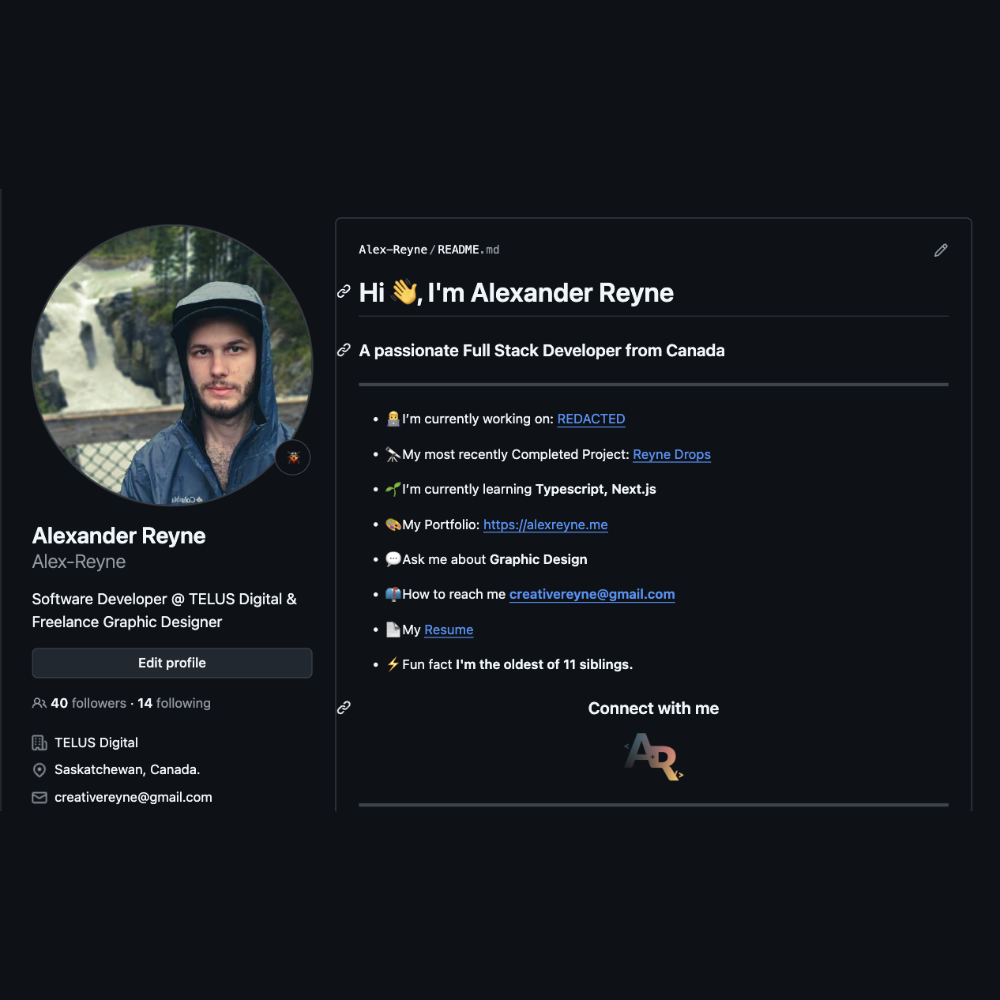 Alexander Reyne
Alex-Reyne
Software Developer @ TELUS Digital &
Freelance Graphic Designer
Edit profile
40 followers · 14 following
TELUS Digital
Saskatchewan, Canada.
creativereyne@gmail.com
Alex-Reyne/README.md
Hi 👋, I'm Alexander Reyne
A passionate Full Stack Developer from Canada
👨‍💻I'm currently working on: REDACTED
🔭My most recently Completed Project: Reyne Drops
🌱I'm currently learning Typescript, Next.js
🎨My Portfolio: https://alexreyne.me
💬Ask me about Graphic Design
📫How to reach me creativereyne@gmail.com
📄My Resume
⚡Fun fact I'm the oldest of 11 siblings.
Connect with me
<AR/>